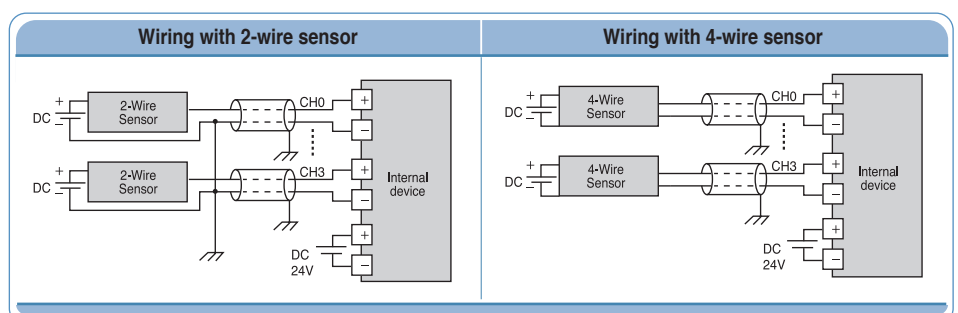 Wiring with 2-wire sensor
Wiring with 4-wire sensor
+
DC
−
2-Wire
Sensor
CH0
+
−
+
DC
−
2-Wire
Sensor
CH3
+
−
Internal
device
DC
24V
+
−
+
DC
−
4-Wire
Sensor
CH0
+
−
+
DC
−
4-Wire
Sensor
CH3
+
−
Internal
device
DC
24V
+
−